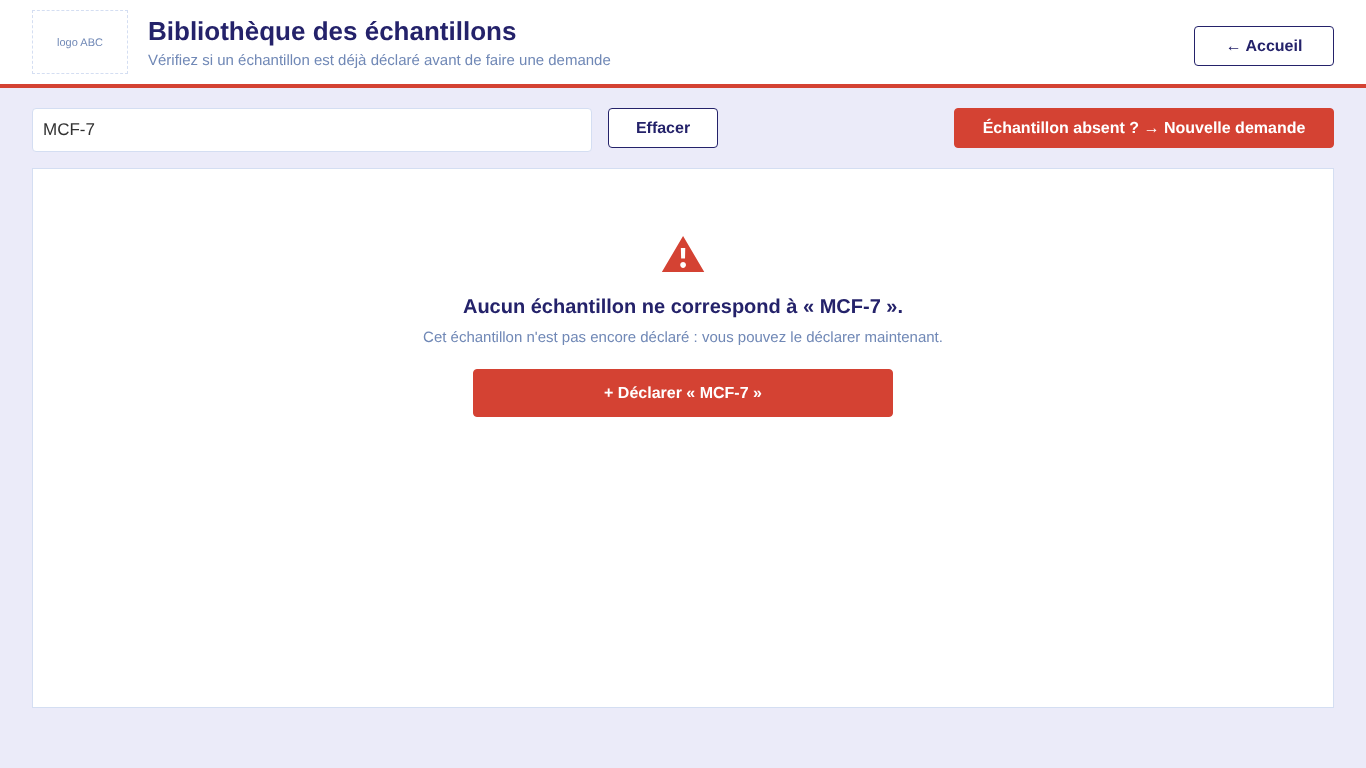 logo ABC
Bibliothèque des échantillons
Vérifiez si un échantillon est déjà déclaré avant de faire une demande
← Accueil
MCF-7
Effacer
Échantillon absent ? → Nouvelle demande
Aucun échantillon ne correspond à « MCF-7 ».
Cet échantillon n'est pas encore déclaré : vous pouvez le déclarer maintenant.
+ Déclarer « MCF-7 »